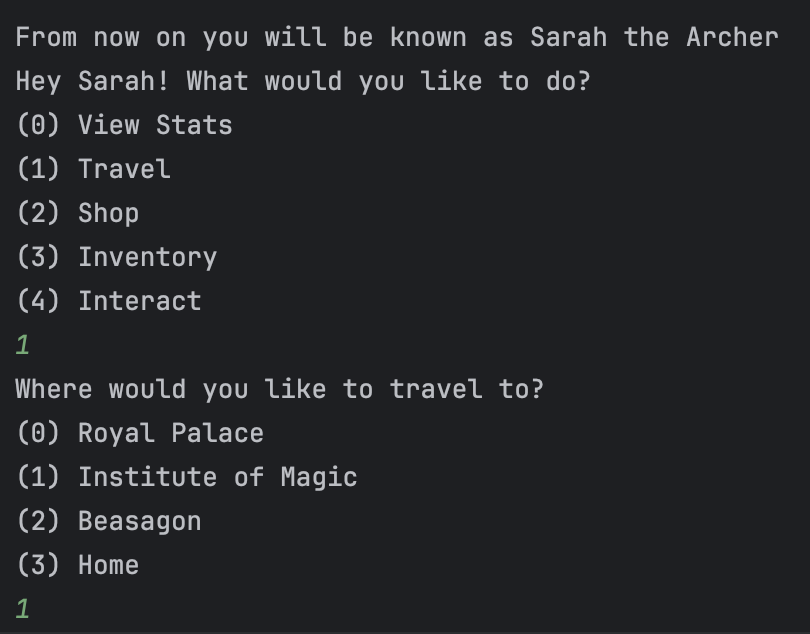 From now on you will be known as Sarah the Archer
Hey Sarah! What would you like to do?
(0) View Stats
(1) Travel
(2) Shop
(3) Inventory
(4) Interact
1
Where would you like to travel to?
(0) Royal Palace
(1) Institute of Magic
(2) Beasagon
(3) Home
1